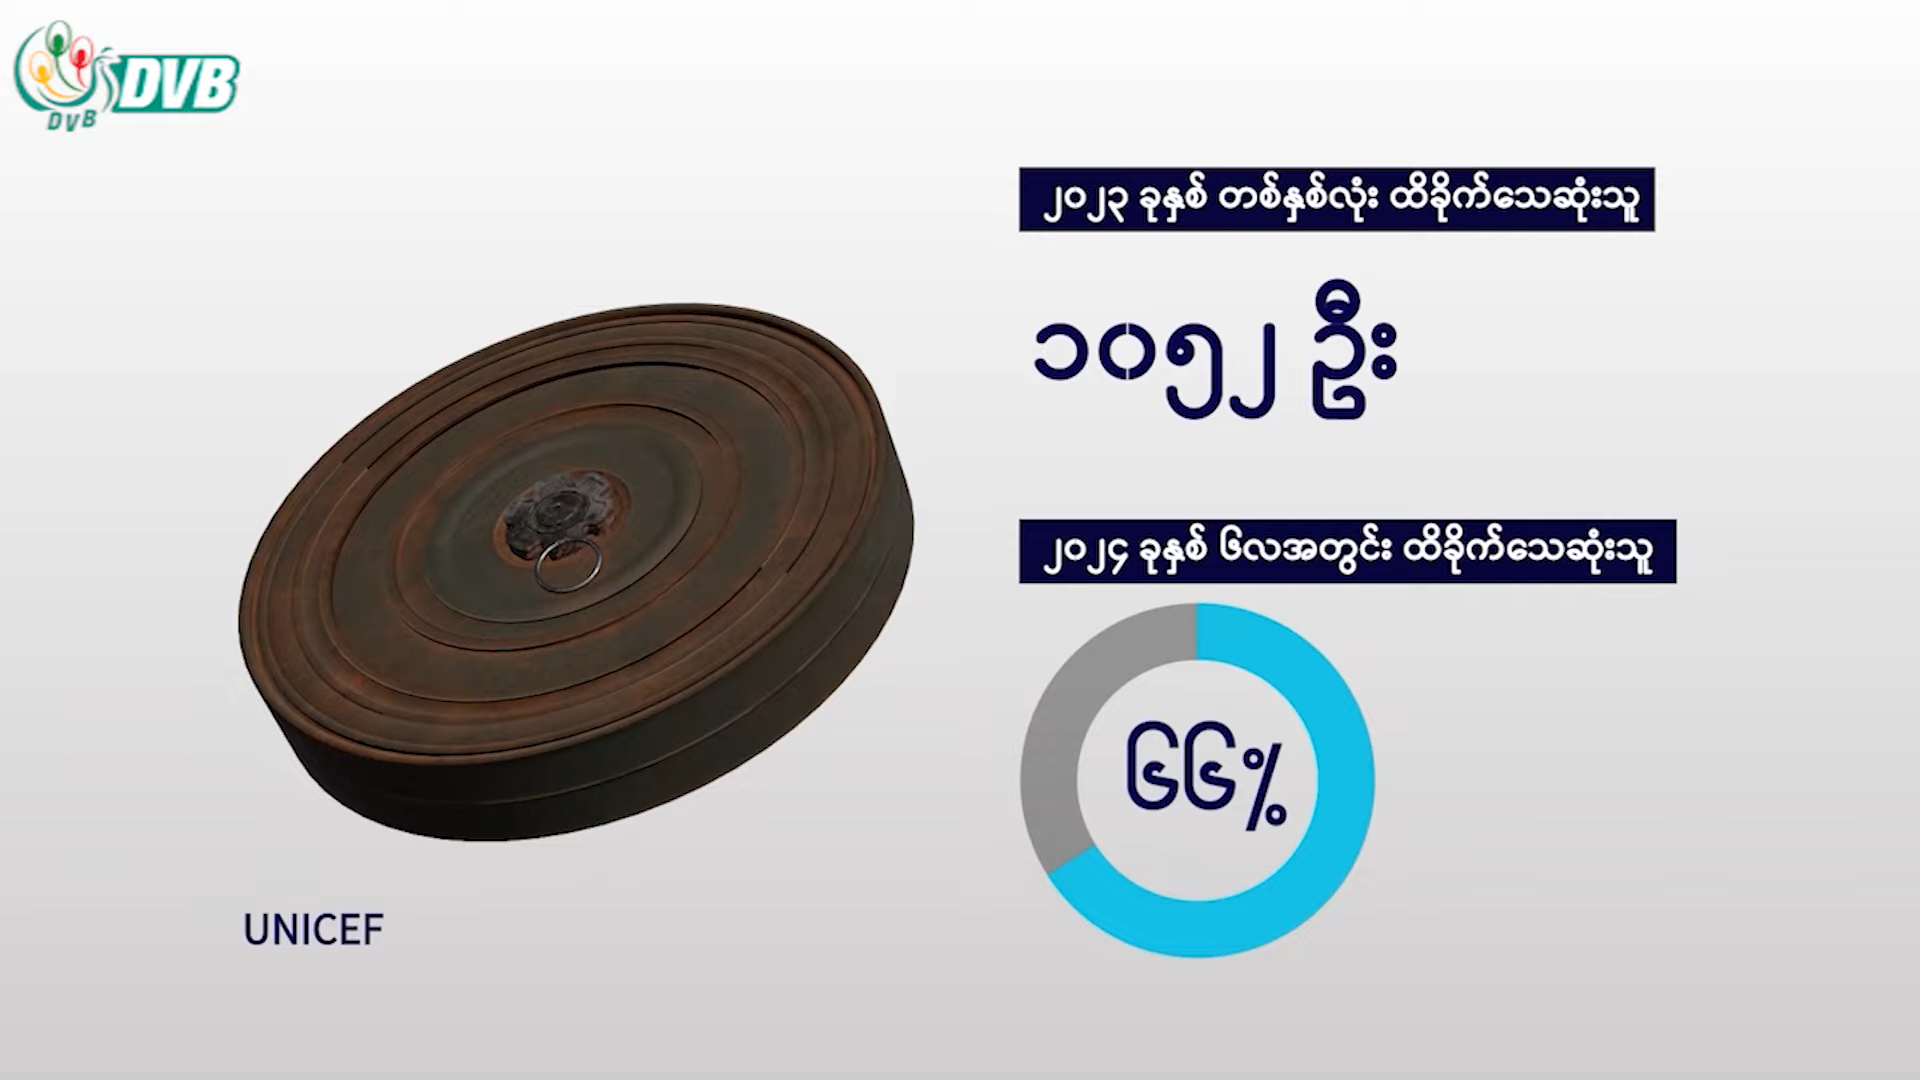 DVB
DVB
၂၀၂၃ ခုနှစ် တစ်နှစ်လုံး ထိခိုက်သေဆုံးသူ
၁၀၅၂ ဦး
၂၀၂၄ ခုနှစ် ၆လအတွင်း ထိခိုက်သေဆုံးသူ
၆၆%
UNICEF